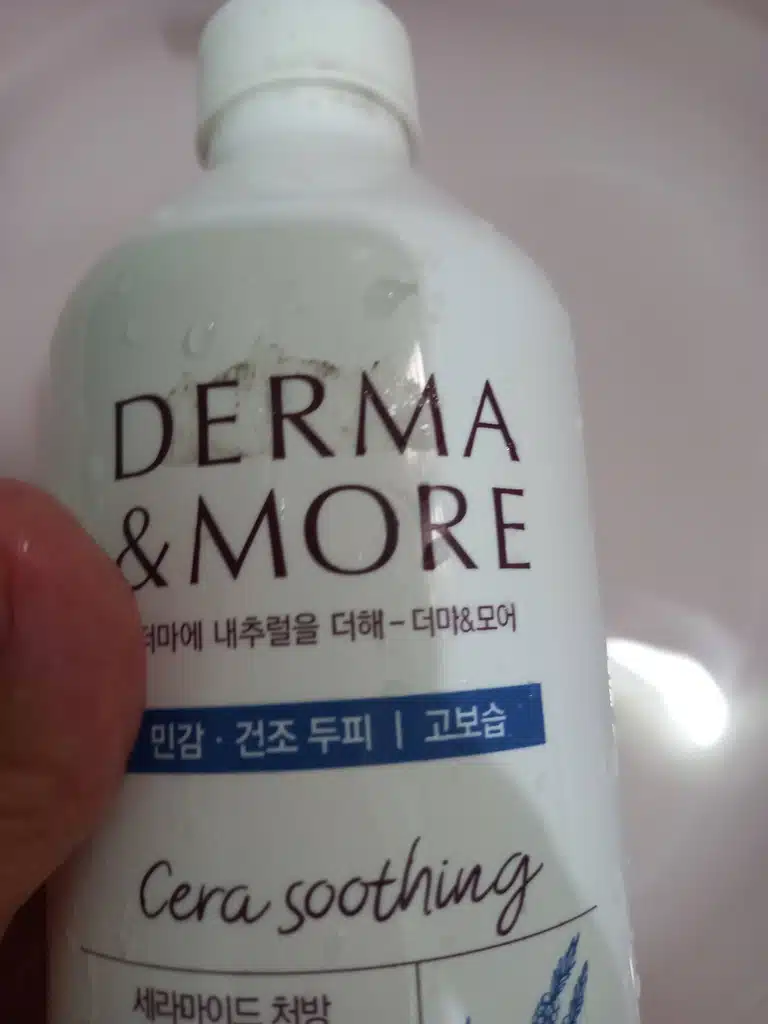 DERMA
&MORE
더마에 내추럴을 더해 – 더마&모어
민감 · 건조 두피 | 고보습
Cera soothing
세라마이드 처방